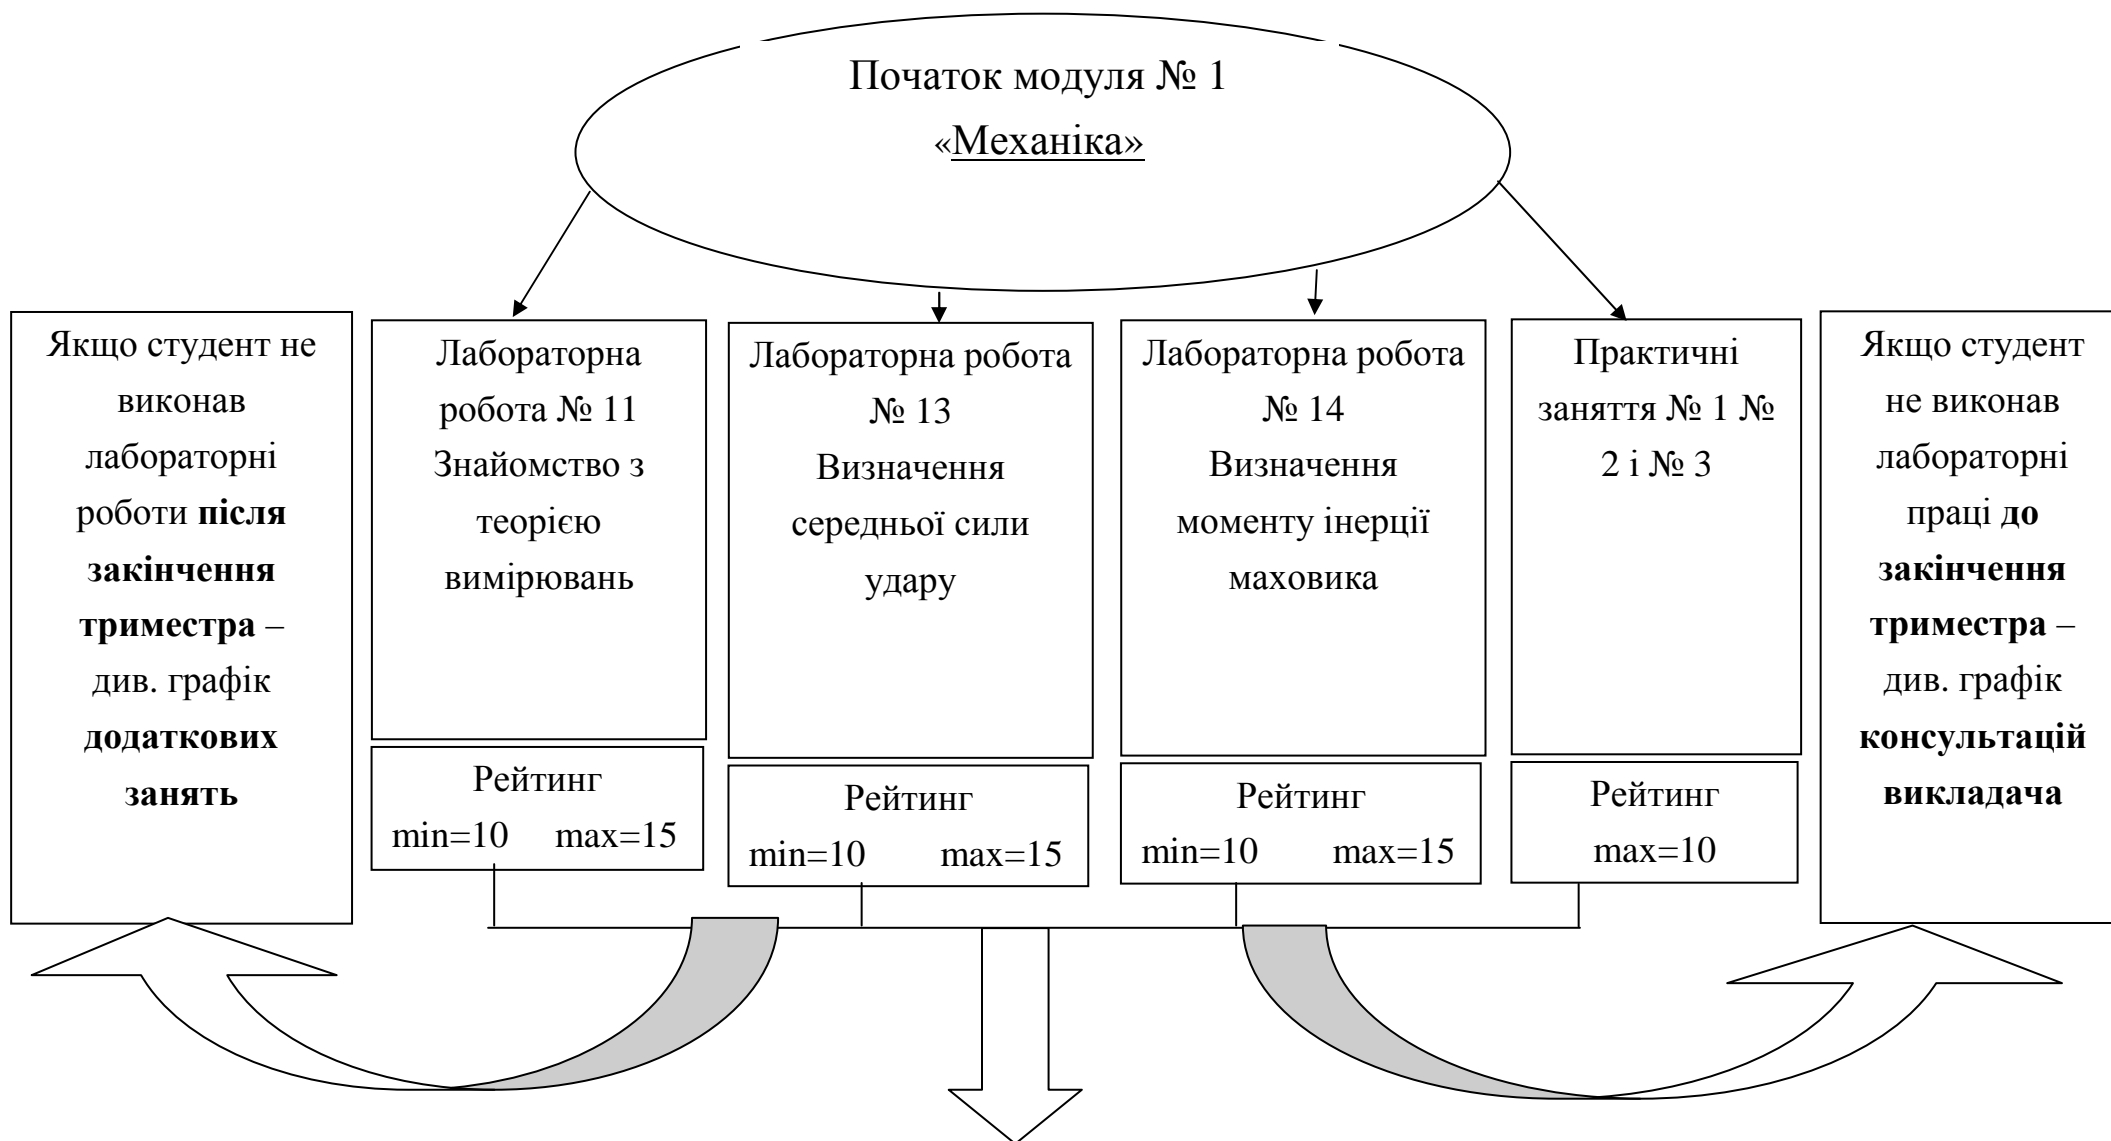 Початок модуля № 1
«Механіка»
Якщо студент не
виконав
лабораторні
роботи після
закінчення
триместра –
див. графік
додаткових
занять
Лабораторна
робота № 11
Знайомство з
теорією
вимірювань
Рейтинг
min=10 max=15
Лабораторна робота
№ 13
Визначення
середньої сили
удару
Рейтинг
min=10 max=15
Лабораторна робота
№ 14
Визначення
моменту інерції
маховика
Рейтинг
min=10 max=15
Практичні
заняття № 1 №
2 і № 3
Рейтинг
max=10
Якщо студент
не виконав
лабораторні
праці до
закінчення
триместра –
див. графік
консультацій
викладача